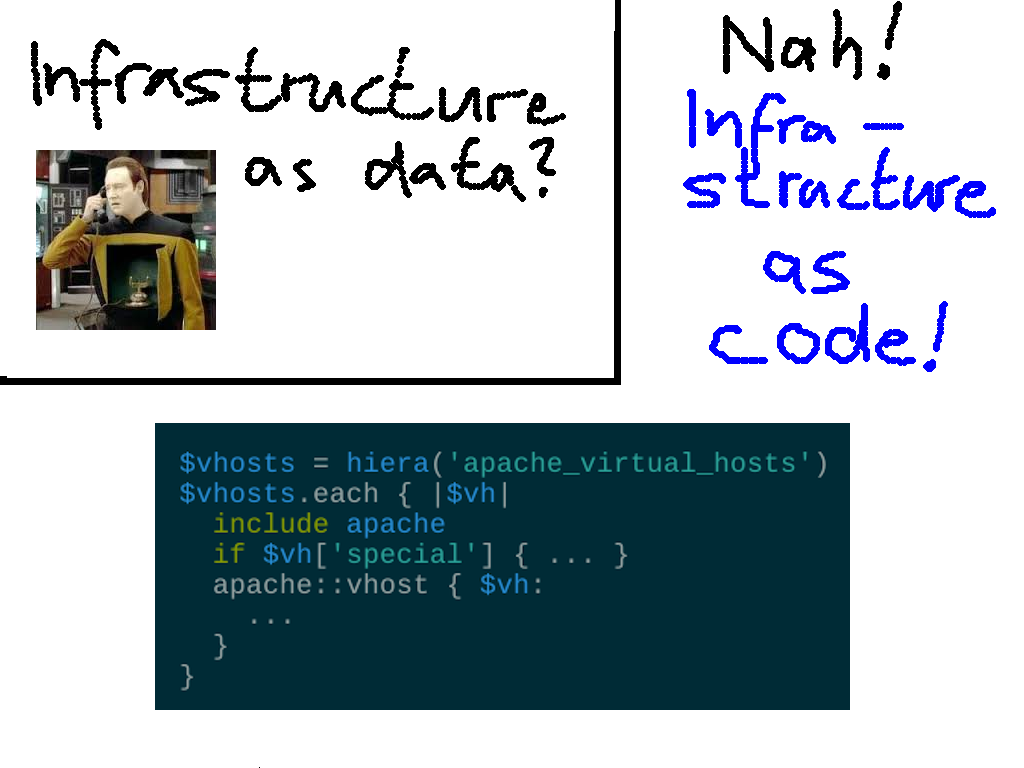 Infrastructure
as data?
Nah!
Infra-
structure
as
code!
$vhosts = hiera('apache_virtual_hosts')
$vhosts.each { |$vh|
  include apache
  if $vh['special'] { ... }
  apache::vhost { $vh:
    ...
  }
}